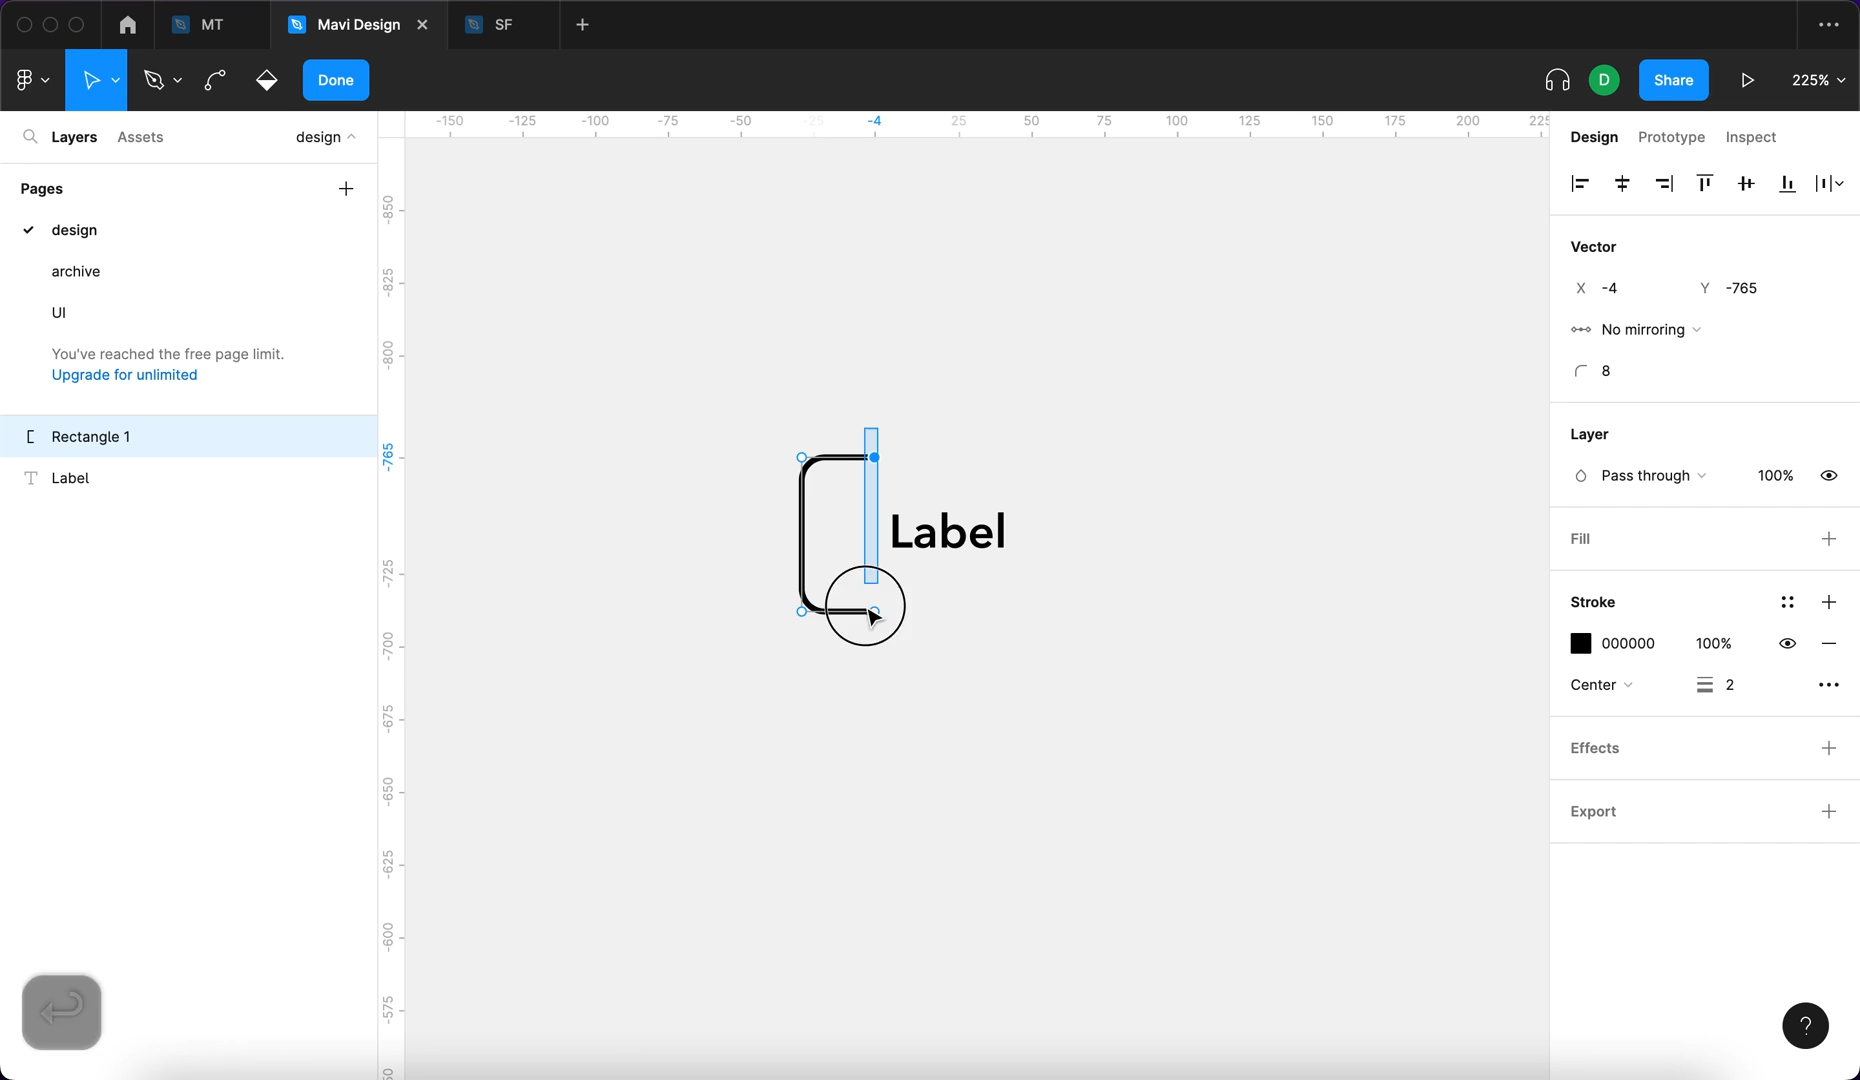 MT
Mavi Design
SF
Done
D
Share
225%
Layers
Assets
design
Pages
design
archive
UI
You've reached the free page limit.
Upgrade for unlimited
Rectangle 1
Label
-150 -125 -100 -75 -50 -25 -4 25 50 75 100 125 150 175 200 225
-850
-825
-800
-765
-725
-700
-675
-650
-625
-600
-575
Label
Design
Prototype
Inspect
Vector
X -4
Y -765
No mirroring
8
Layer
Pass through
100%
Fill
Stroke
000000
100%
Center
2
Effects
Export
?